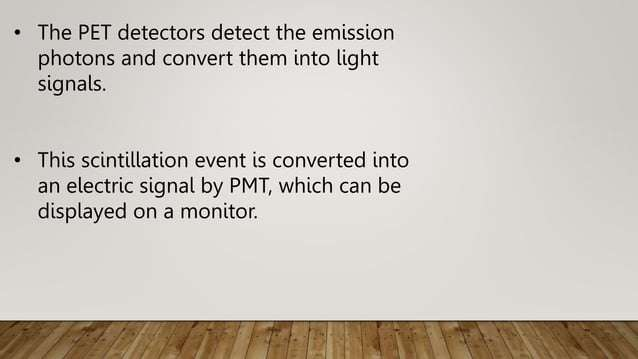 • The PET detectors detect the emission
photons and convert them into light
signals.
• This scintillation event is converted into
an electric signal by PMT, which can be
displayed on a monitor.